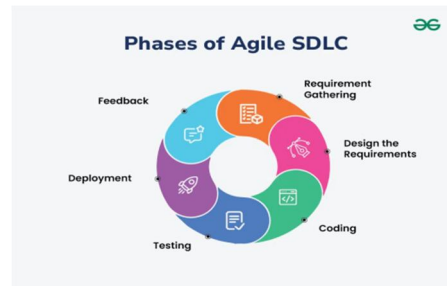 Phases of Agile SDLC
Requirement
Gathering
Design the
Requirements
Coding
Testing
Deployment
Feedback